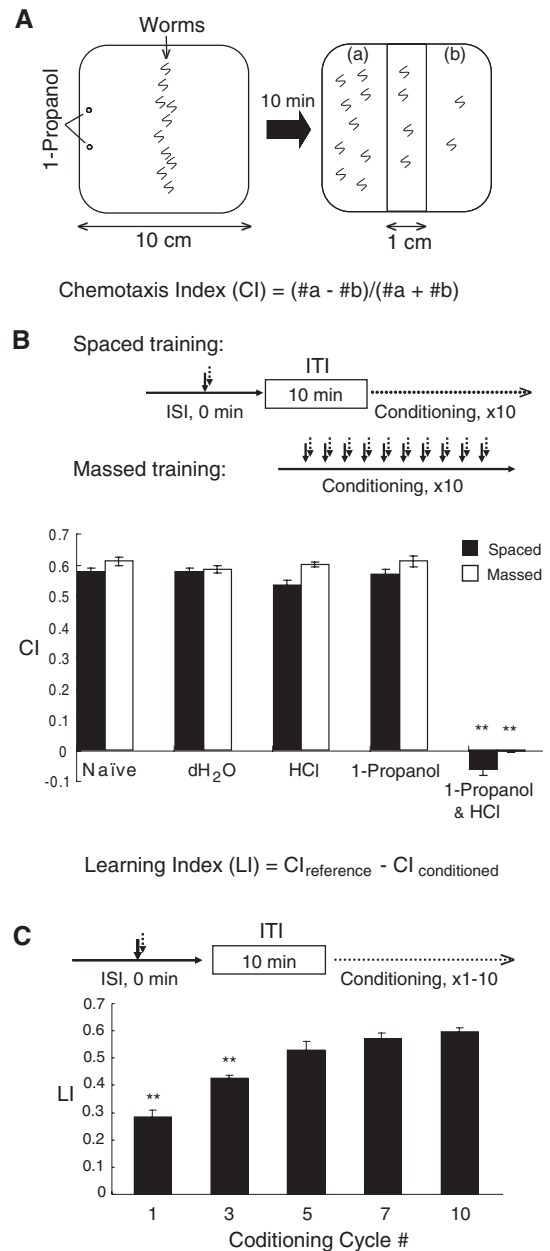 A
Worms
1-Propanol
10 min
(a)
(b)
10 cm
1 cm
Chemotaxis Index (CI) = (#a - #b)/(#a + #b)
B
Spaced training:
ITI
10 min
ISI, 0 min
Conditioning, x10
Massed training:
Conditioning, x10
0.7
0.6
0.5
0.4
0.3
0.2
0.1
0
-0.1
CI
Spaced
Massed
** **
Naïve
dH2O
HCl
1-Propanol
1-Propanol
& HCl
Learning Index (LI) = CI reference - CI conditioned
C
ITI
10 min
ISI, 0 min
Conditioning, x1-10
0.7
0.6
0.5
0.4
0.3
0.2
0.1
0
LI
**
**
1 3 5 7 10
Coditioning Cycle #